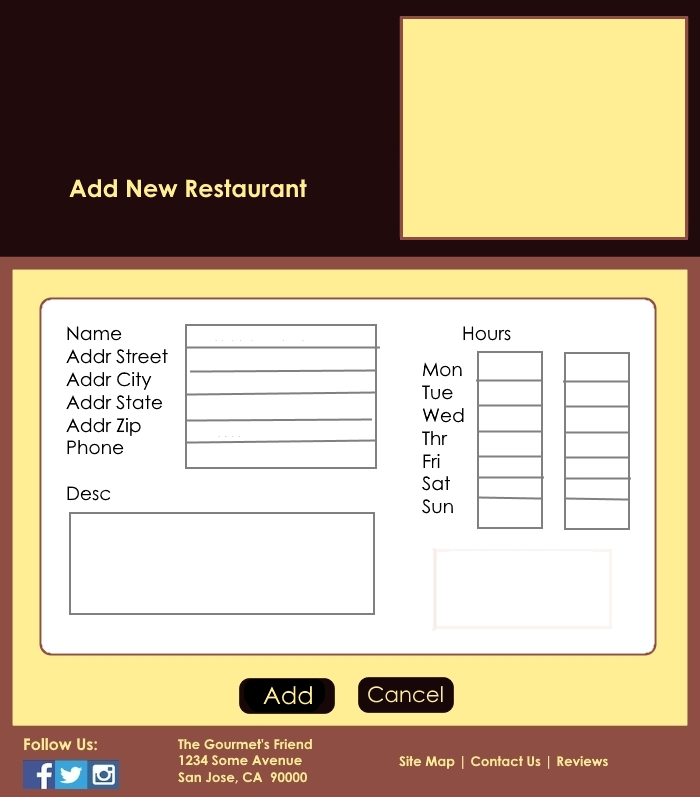 Add New Restaurant
Name
Addr Street
Addr City
Addr State
Addr Zip
Phone
Desc
Hours
Mon
Tue
Wed
Thr
Fri
Sat
Sun
Add
Cancel
Follow Us:
The Gourmet's Friend
1234 Some Avenue
San Jose, CA  90000
Site Map | Contact Us | Reviews